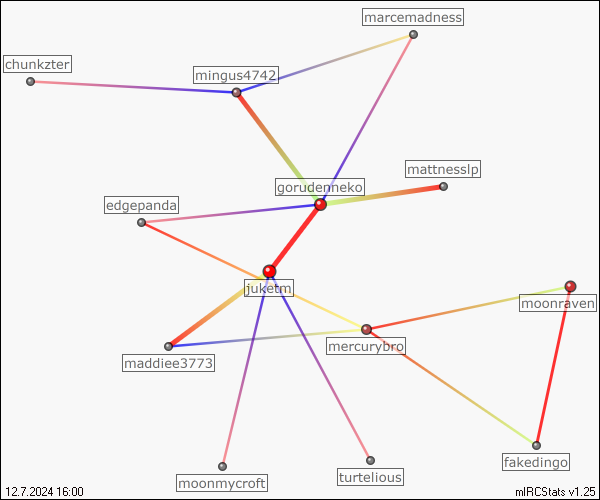 marcemadness
chunkzter
mingus4742
mattnesslp
gorudenneko
edgepanda
juketm
moonraven
mercurybro
maddiee3773
fakedingo
turtelious
moonmycroft
12.7.2024 16:00
mIRCStats v1.25